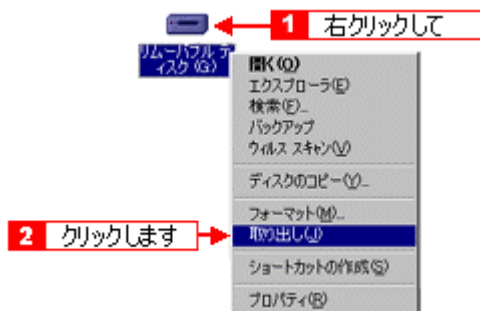 1 右クリックして
リムーバブル デ
ィスク (G)
開く(O)
エクスプローラ(E)
検索(F)...
バックアップ
ウィルス スキャン(V)
ディスクのコピー(Y)...
フォーマット(M)...
取り出し(J)
2 クリックします
ショートカットの作成(S)
プロパティ(R)